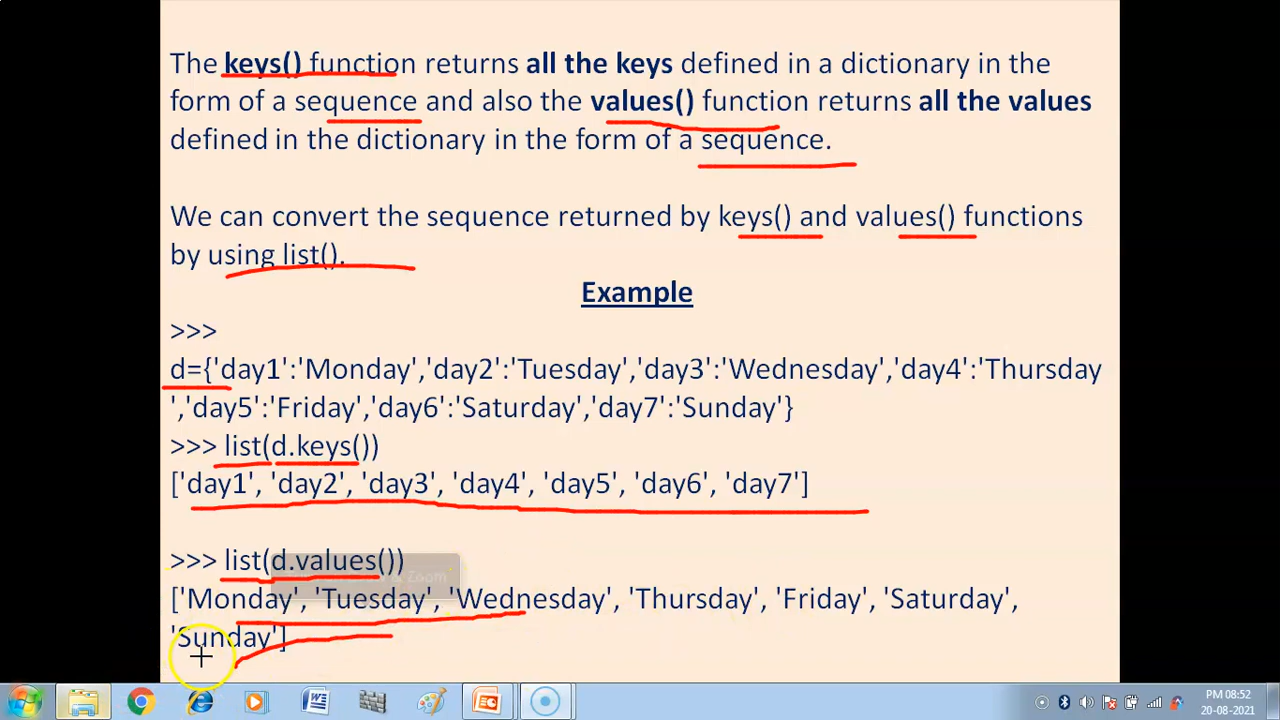 The keys() function returns all the keys defined in a dictionary in the
form of a sequence and also the values() function returns all the values
defined in the dictionary in the form of a sequence.
We can convert the sequence returned by keys() and values() functions
by using list().
Example
>>>
d={'day1':'Monday','day2':'Tuesday','day3':'Wednesday','day4':'Thursday
','day5':'Friday','day6':'Saturday','day7':'Sunday'}
>>> list(d.keys())
['day1', 'day2', 'day3', 'day4', 'day5', 'day6', 'day7']
>>> list(d.values())
['Monday', 'Tuesday', 'Wednesday', 'Thursday', 'Friday', 'Saturday',
'Sunday']
PM 08:52
20-08-2021